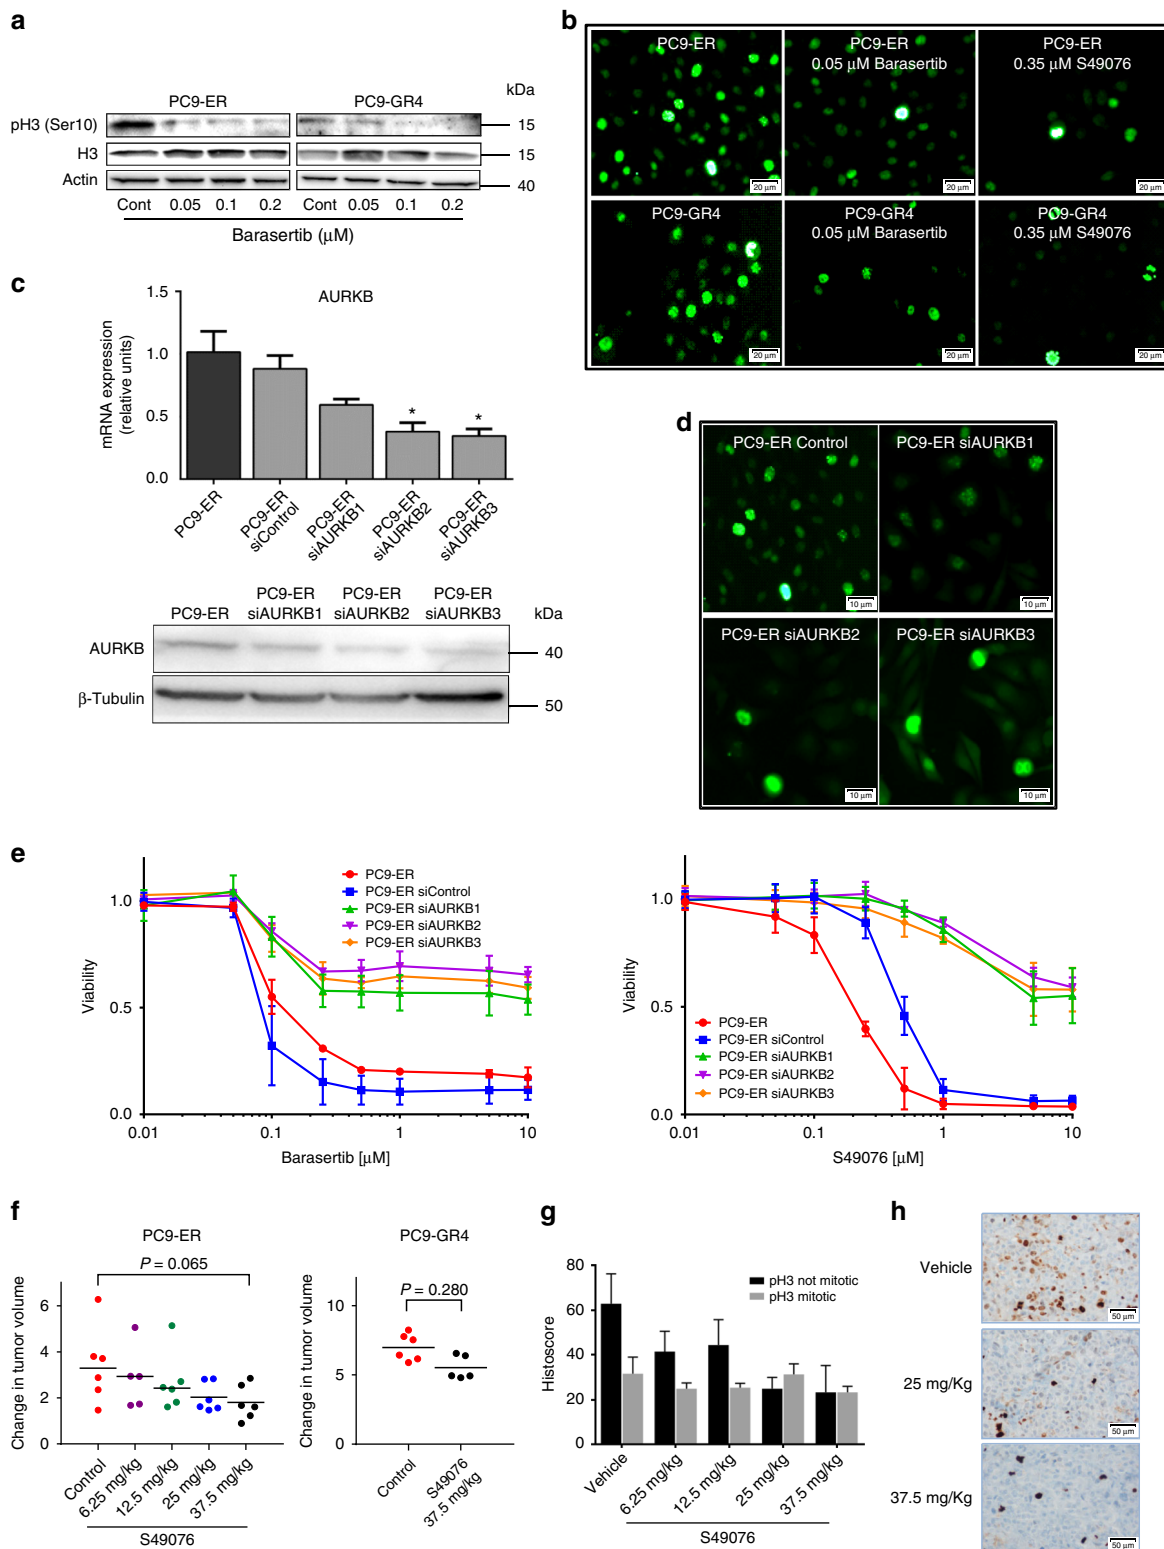 a
PC9-ER
PC9-GR4
kDa
pH3 (Ser10)
15
H3
15
Actin
40
Cont 0.05 0.1 0.2
Cont 0.05 0.1 0.2
Barasertib (μM)
b
PC9-ER
PC9-ER
0.05 μM Barasertib
PC9-ER
0.35 μM S49076
20 μm
20 μm
20 μm
PC9-GR4
PC9-GR4
0.05 μM Barasertib
PC9-GR4
0.35 μM S49076
20 μm
20 μm
20 μm
c
AURKB
mRNA expression
(relative units)
1.5
1.0
0.5
0.0
*
*
PC9-ER
PC9-ER
siControl
PC9-ER
siAURKB1
PC9-ER
siAURKB2
PC9-ER
siAURKB3
PC9-ER
PC9-ER
siAURKB1
PC9-ER
siAURKB2
PC9-ER
siAURKB3
kDa
AURKB
40
β-Tubulin
50
d
PC9-ER Control
PC9-ER siAURKB1
10 μm
10 μm
PC9-ER siAURKB2
PC9-ER siAURKB3
10 μm
10 μm
e
Viability
1.0
0.5
0.0
PC9-ER
PC9-ER siControl
PC9-ER siAURKB1
PC9-ER siAURKB2
PC9-ER siAURKB3
0.01 0.1 1 10
Barasertib [μM]
Viability
1.0
0.5
0.0
PC9-ER
PC9-ER siControl
PC9-ER siAURKB1
PC9-ER siAURKB2
PC9-ER siAURKB3
0.01 0.1 1 10
S49076 [μM]
f
PC9-ER
P = 0.065
Change in tumor volume
6
4
2
0
Control
6.25 mg/kg
12.5 mg/kg
25 mg/kg
37.5 mg/kg
S49076
PC9-GR4
P = 0.280
Change in tumor volume
10
5
0
Control
S49076
37.5 mg/kg
g
pH3 not mitotic
pH3 mitotic
Histoscore
80
60
40
20
0
Vehicle
6.25 mg/kg
12.5 mg/kg
25 mg/kg
37.5 mg/kg
S49076
h
Vehicle
50 μm
25 mg/Kg
50 μm
37.5 mg/Kg
50 μm